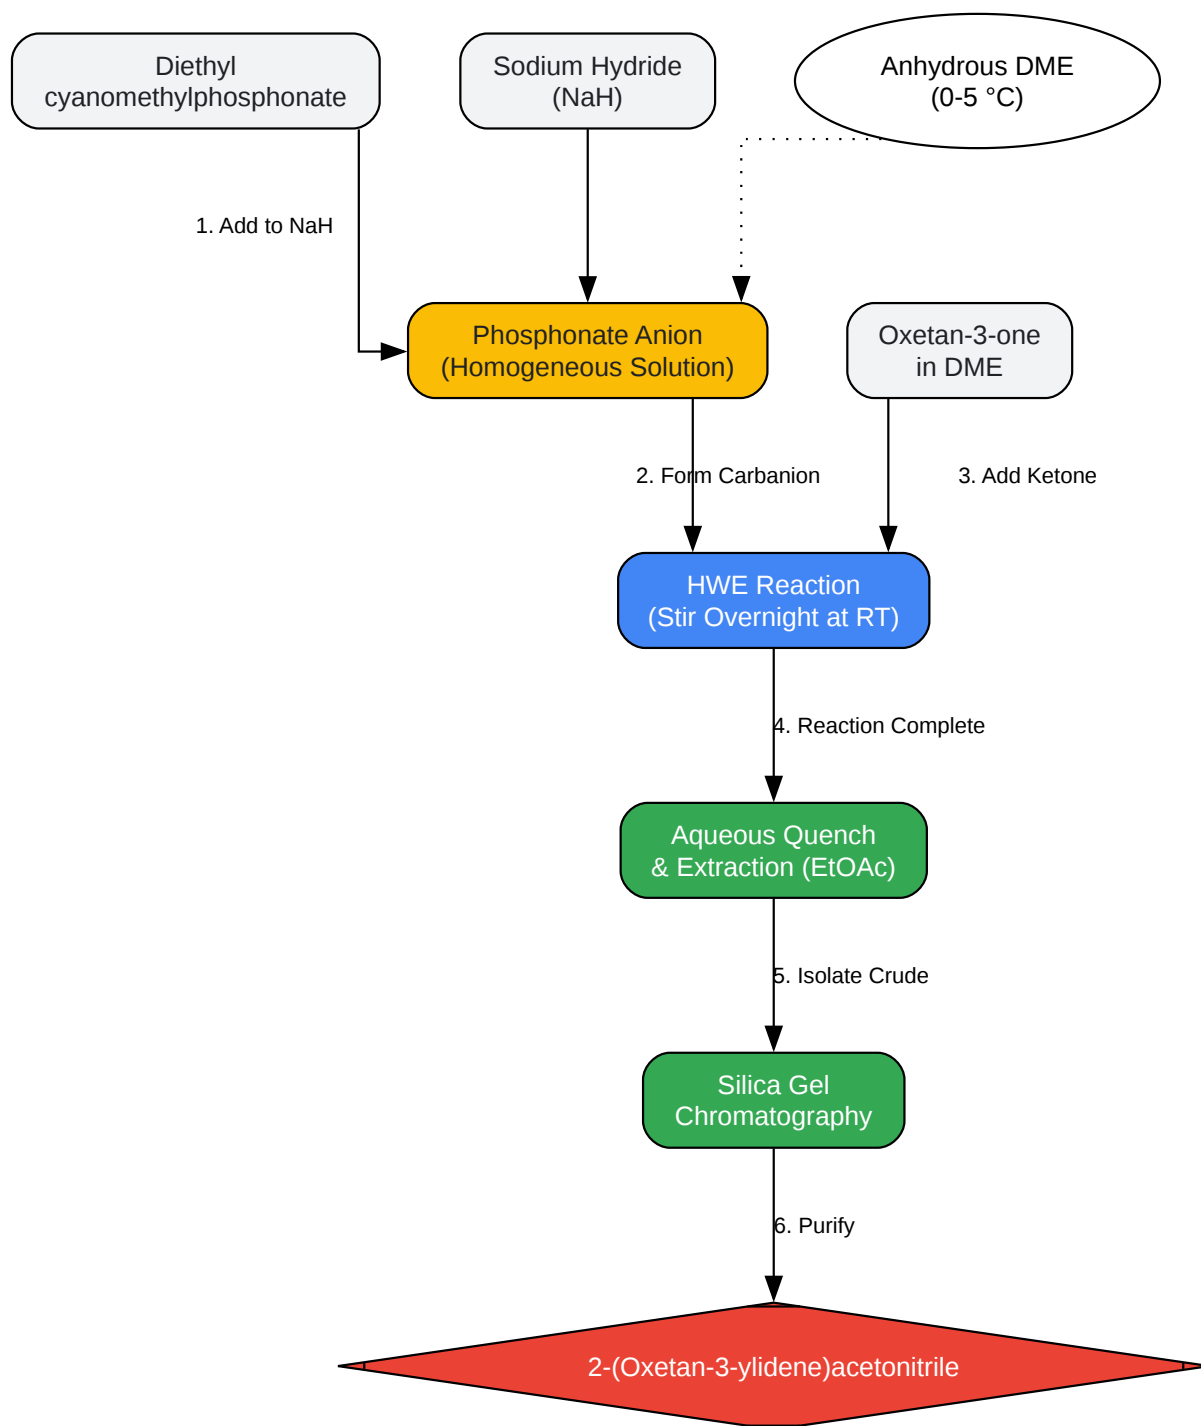 Diethyl
cyanomethylphosphonate
Sodium Hydride
(NaH)
Anhydrous DME
(0-5 °C)
1. Add to NaH
Phosphonate Anion
(Homogeneous Solution)
Oxetan-3-one
in DME
2. Form Carbanion
3. Add Ketone
HWE Reaction
(Stir Overnight at RT)
4. Reaction Complete
Aqueous Quench
& Extraction (EtOAc)
5. Isolate Crude
Silica Gel
Chromatography
6. Purify
2-(Oxetan-3-ylidene)acetonitrile